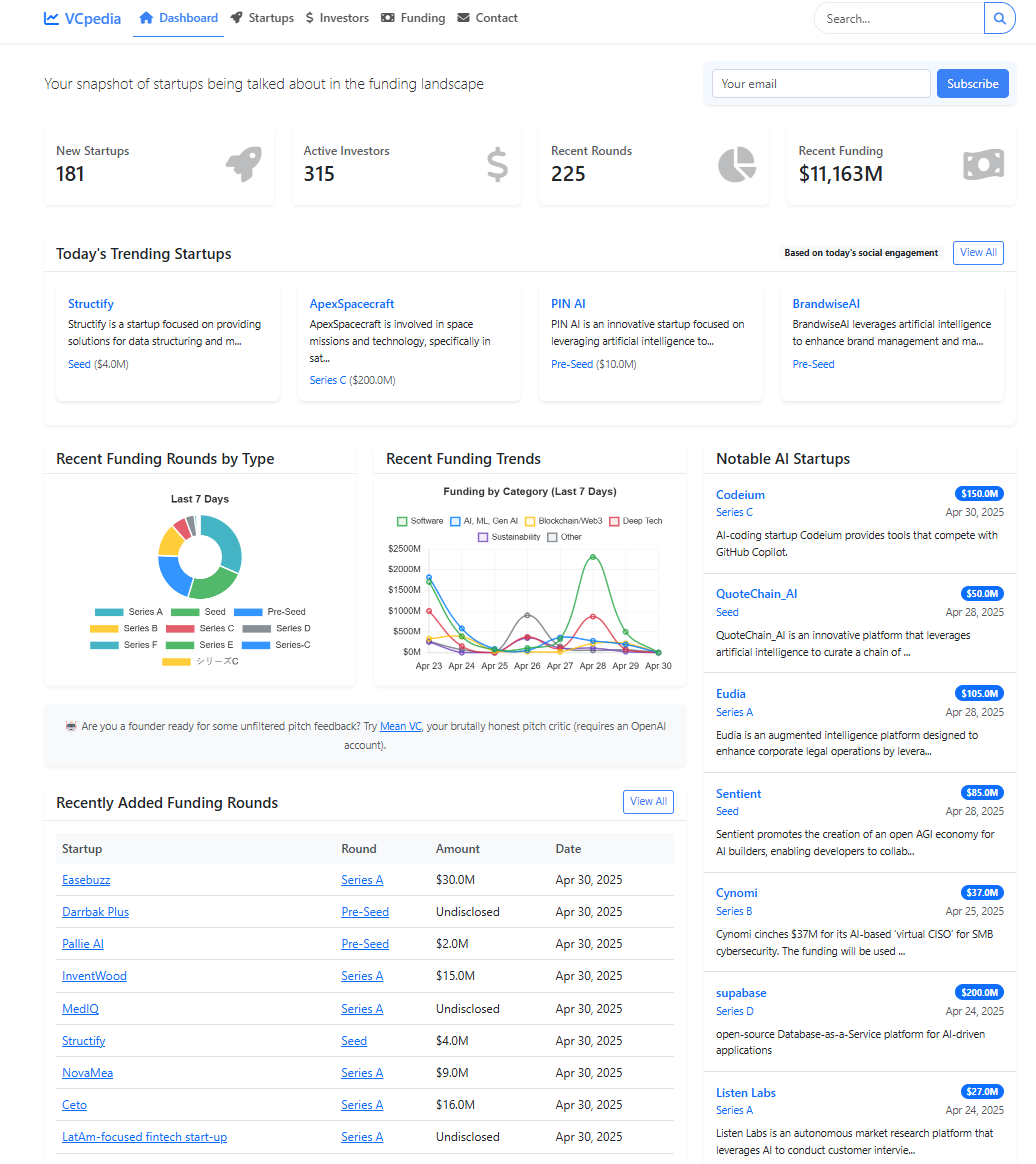 VCpedia Dashboard Startups Investors Funding Contact Search...
Your snapshot of startups being talked about in the funding landscape
Your email Subscribe
New Startups
181
Active Investors
315
Recent Rounds
225
Recent Funding
$11,163M
Today's Trending Startups
Based on today's social engagement View All
Structify
Structify is a startup focused on providing
solutions for data structuring and m...
Seed ($4.0M)
ApexSpacecraft
ApexSpacecraft is involved in space
missions and technology, specifically in
sat...
Series C ($200.0M)
PIN AI
PIN AI is an innovative startup focused on
leveraging artificial intelligence to...
Pre-Seed ($10.0M)
BrandwiseAI
BrandwiseAI leverages artificial intelligence
to enhance brand management and ma...
Pre-Seed
Recent Funding Rounds by Type
Last 7 Days
Series A Seed Pre-Seed
Series B Series C Series D
Series F Series E Series-C
シリーズC
Recent Funding Trends
Funding by Category (Last 7 Days)
Software AI, ML, Gen AI Blockchain/Web3 Deep Tech
Sustainability Other
$2500M
$2000M
$1500M
$1000M
$500M
$0M
Apr 23 Apr 24 Apr 25 Apr 26 Apr 27 Apr 28 Apr 29 Apr 30
Are you a founder ready for some unfiltered pitch feedback? Try Mean VC, your brutally honest pitch critic (requires an OpenAI
account).
Recently Added Funding Rounds View All
Startup Round Amount Date
Easebuzz Series A $30.0M Apr 30, 2025
Darrbak Plus Pre-Seed Undisclosed Apr 30, 2025
Pallie AI Pre-Seed $2.0M Apr 30, 2025
InventWood Series A $15.0M Apr 30, 2025
MedIQ Series A Undisclosed Apr 30, 2025
Structify Seed $4.0M Apr 30, 2025
NovaMea Series A $9.0M Apr 30, 2025
Ceto Series A $16.0M Apr 30, 2025
LatAm-focused fintech start-up Series A Undisclosed Apr 30, 2025
Notable AI Startups
Codeium $150.0M
Series C Apr 30, 2025
AI-coding startup Codeium provides tools that compete with
GitHub Copilot.
QuoteChain_AI $50.0M
Seed Apr 28, 2025
QuoteChain_AI is an innovative platform that leverages
artificial intelligence to curate a chain of ...
Eudia $105.0M
Series A Apr 28, 2025
Eudia is an augmented intelligence platform designed to
enhance corporate legal operations by levera...
Sentient $85.0M
Seed Apr 28, 2025
Sentient promotes the creation of an open AGI economy for
AI builders, enabling developers to collab...
Cynomi $37.0M
Series B Apr 25, 2025
Cynomi cinches $37M for its AI-based ‘virtual CISO’ for SMB
cybersecurity. The funding will be used ...
supabase $200.0M
Series D Apr 24, 2025
open-source Database-as-a-Service platform for AI-driven
applications
Listen Labs $27.0M
Series A Apr 24, 2025
Listen Labs is an autonomous market research platform that
leverages AI to conduct customer intervie...